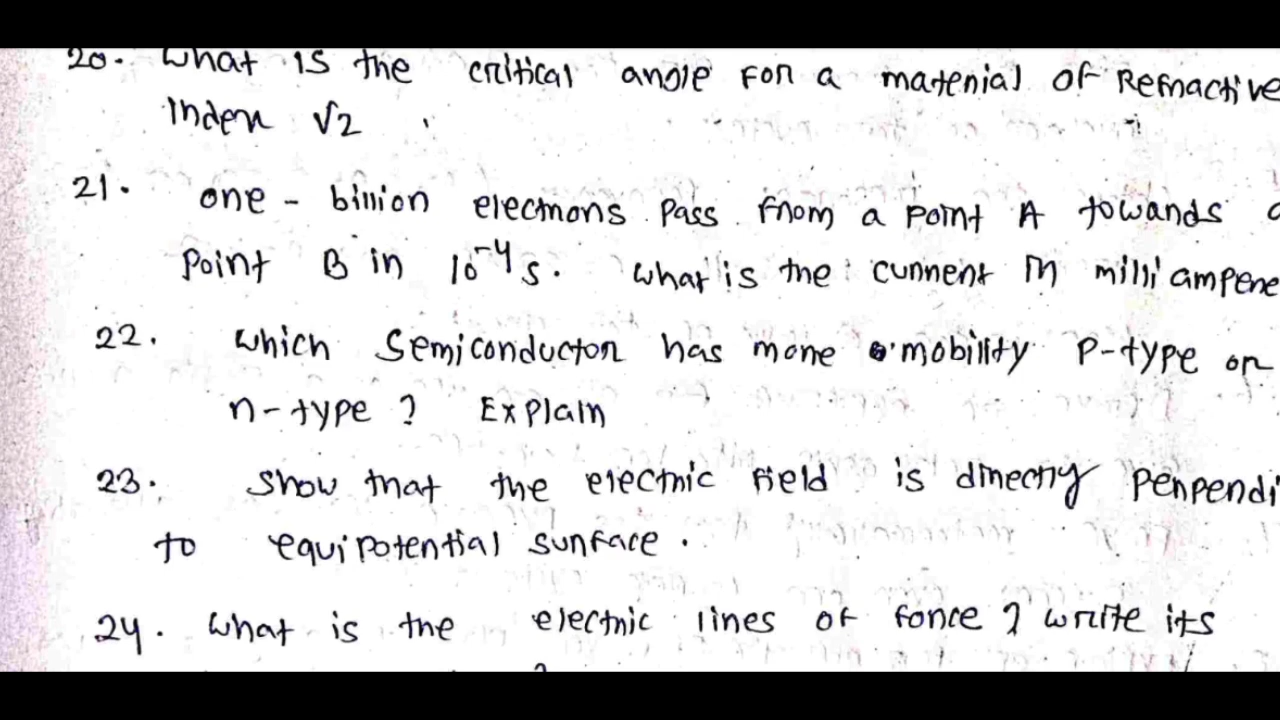 20. What is the critical angle For a material of Refractive
Index √2
21. one - billion electrons Pass from a point A towards
Point B in 10⁻⁴ s. what is the current in milli ampere
22. which Semiconductor has more mobility P-type or
n-type ? Explain
23. Show that the electric field is directly Perpendi
to equipotential surface.
24. What is the electric lines of force ? write its